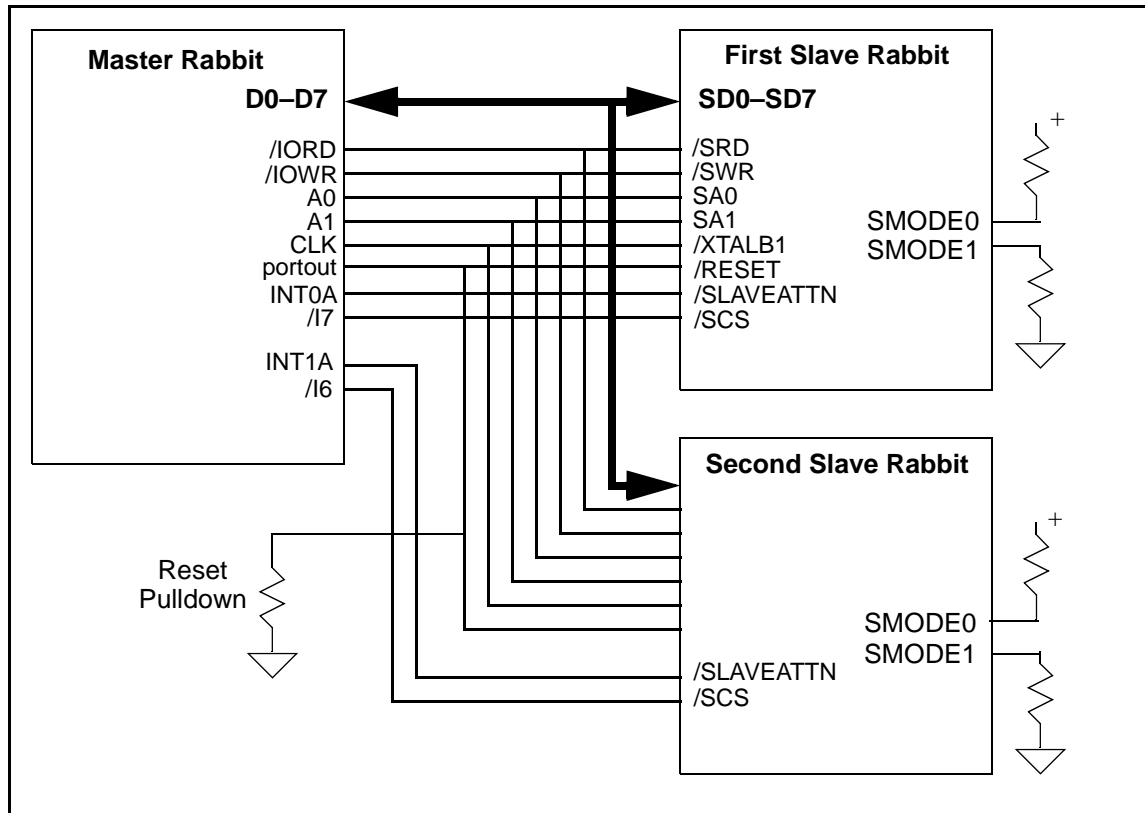 Master Rabbit
D0–D7
/IORD
/IOWR
A0
A1
CLK
portout
INT0A
/I7
INT1A
/I6
First Slave Rabbit
SD0–SD7
/SRD
/SWR
SA0
SA1
/XTALB1
/RESET
/SLAVEATTN
/SCS
+
SMODE0
SMODE1
Second Slave Rabbit
/SLAVEATTN
/SCS
+
SMODE0
SMODE1
Reset
Pulldown